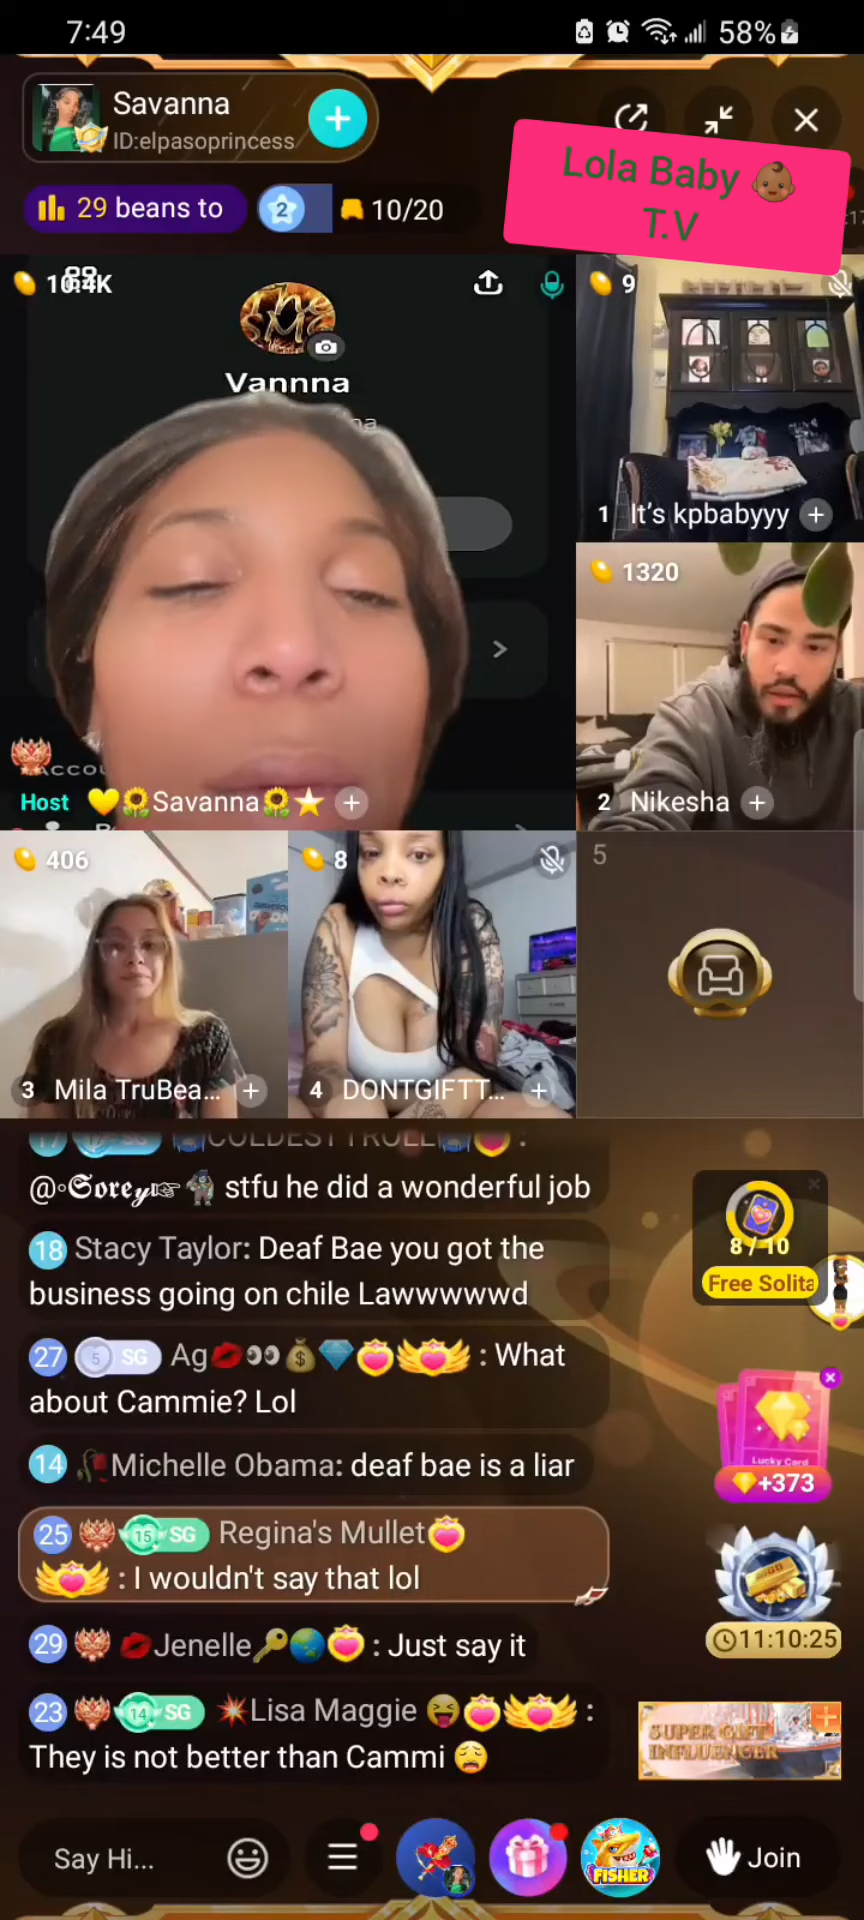 7:49
58%
Savanna
ID:elpasoprincess
Lola Baby 👶🏾
T.V
29 beans to
2
10/20
10.4K
9
Vannna
1 It's kpbabyyy
1320
Host 💛🌻Savanna🌻⭐
2 Nikesha
406
8
5
3 Mila TruBea...
4 DONTGIFTT...
stfu he did a wonderful job
18 Stacy Taylor: Deaf Bae you got the
business going on chile Lawwwwwd
8/10
Free Solita
27 5 SG Ag💋👀💰💎 : What
about Cammie? Lol
14 🥀Michelle Obama: deaf bae is a liar
Lucky Card
+373
25 15 SG Regina's Mullet
: I wouldn't say that lol
29 💋Jenelle🔑🌏 : Just say it
11:10:25
23 14 SG 💥Lisa Maggie 😝 :
They is not better than Cammi 😩
SUPER GIFT
INFLUENCER
Say Hi...
FISHER
Join